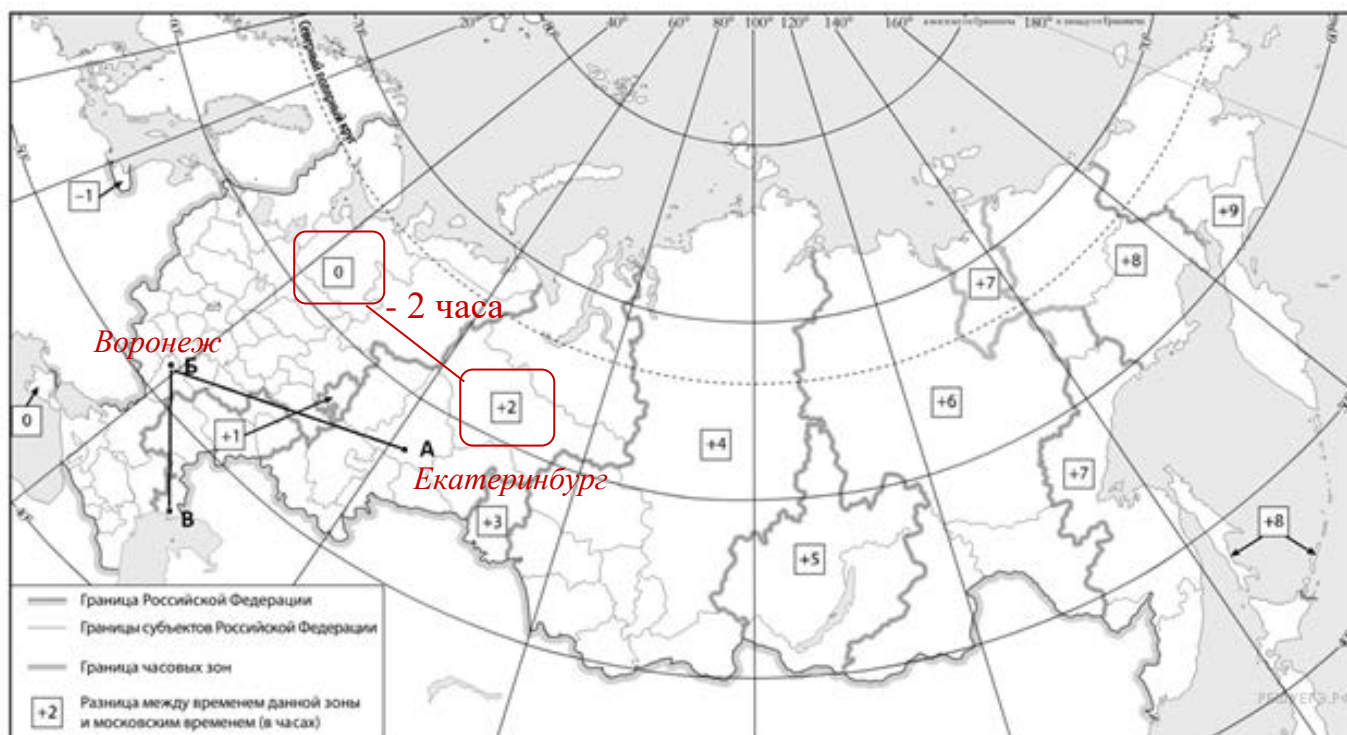 20° 40° 60° 80° 100° 120° 140° 160° 180°
Северный полярный круг
−1
0
- 2 часа
Воронеж
Б
+2
+1
А
Екатеринбург
0
В
+3
+4
+5
+6
+7
+7
+8
+9
+8
Граница Российской Федерации
Границы субъектов Российской Федерации
Граница часовых зон
+2
Разница между временем данной зоны
и московским временем (в часах)
РЕШУЕГЭ.РФ